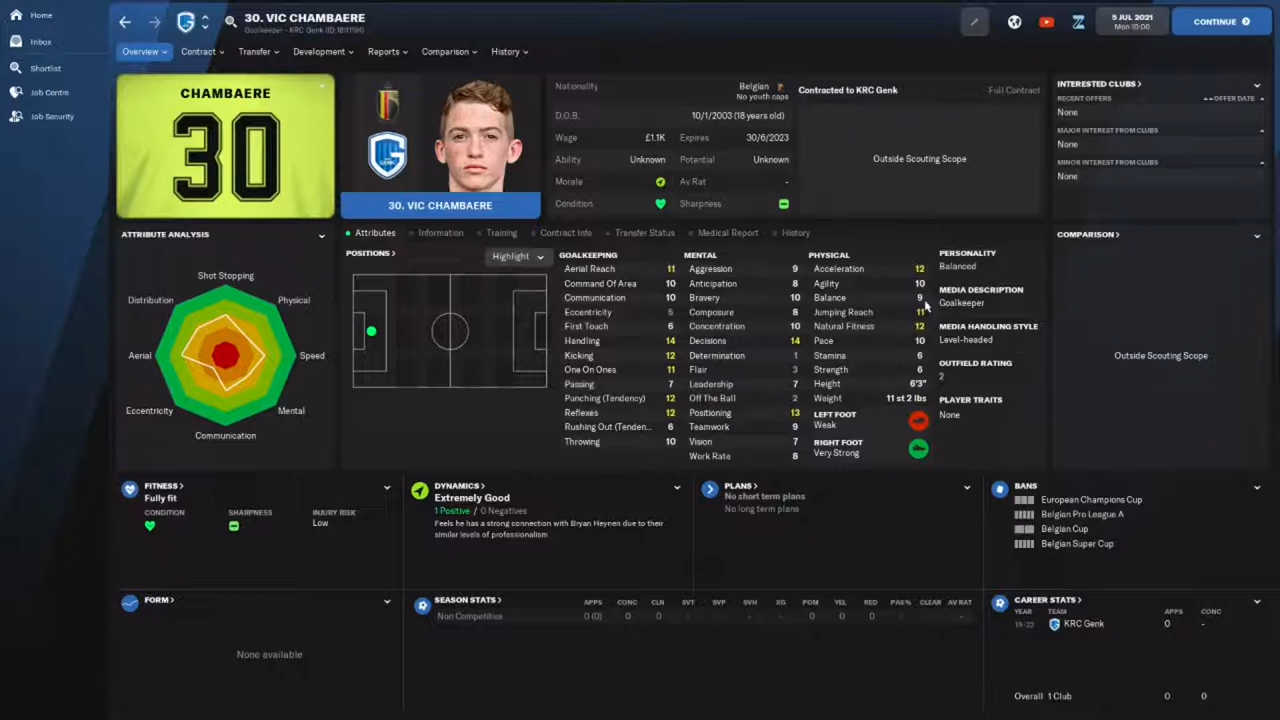 Home
Inbox
Shortlist
Job Centre
Job Security
30. VIC CHAMBAERE
Goalkeeper - KRC Genk (ID:18111194)
5 JUL 2021
Mon 10:00
CONTINUE
Overview
Contract
Transfer
Development
Reports
Comparison
History
CHAMBAERE
30
30. VIC CHAMBAERE
Nationality Belgian
No youth caps
D.O.B. 10/1/2003 (18 years old)
Wage £1.1K Expires 30/6/2023
Ability Unknown Potential Unknown
Morale Av Rat -
Condition Sharpness
Contracted to KRC Genk Full Contract
Outside Scouting Scope
INTERESTED CLUBS >
RECENT OFFERS OFFER DATE
None
MAJOR INTEREST FROM CLUBS
None
MINOR INTEREST FROM CLUBS
None
ATTRIBUTE ANALYSIS
Shot Stopping
Physical
Speed
Mental
Communication
Eccentricity
Aerial
Distribution
Attributes
Information
Training
Contract Info
Transfer Status
Medical Report
History
POSITIONS >
Highlight
GOALKEEPING
Aerial Reach 11
Command Of Area 10
Communication 10
Eccentricity 5
First Touch 6
Handling 14
Kicking 12
One On Ones 11
Passing 7
Punching (Tendency) 12
Reflexes 12
Rushing Out (Tenden... 6
Throwing 10
MENTAL
Aggression 9
Anticipation 8
Bravery 10
Composure 8
Concentration 10
Decisions 14
Determination 1
Flair 3
Leadership 7
Off The Ball 2
Positioning 13
Teamwork 9
Vision 7
Work Rate 8
PHYSICAL
Acceleration 12
Agility 10
Balance 9
Jumping Reach 11
Natural Fitness 12
Pace 10
Stamina 6
Strength 6
Height 6'3"
Weight 11 st 2 lbs
LEFT FOOT
Weak
RIGHT FOOT
Very Strong
PERSONALITY
Balanced
MEDIA DESCRIPTION
Goalkeeper
MEDIA HANDLING STYLE
Level-headed
OUTFIELD RATING
2
PLAYER TRAITS
None
COMPARISON >
Outside Scouting Scope
FITNESS >
Fully fit
CONDITION SHARPNESS INJURY RISK
Low
DYNAMICS >
Extremely Good
1 Positive / 0 Negatives
Feels he has a strong connection with Bryan Heynen due to their
similar levels of professionalism
PLANS >
No short term plans
No long term plans
BANS
European Champions Cup
Belgian Pro League A
Belgian Cup
Belgian Super Cup
FORM >
None available
SEASON STATS > APPS CONC CLN SVT SVP SVH XG POM YEL RED PAS% CLEAR AV RAT
Non Competitive 0 (0) 0 0 - - - - 0 0 0 - - -
CAREER STATS >
YEAR TEAM APPS CONC
19-22 KRC Genk 0 -
Overall 1 Club 0 0